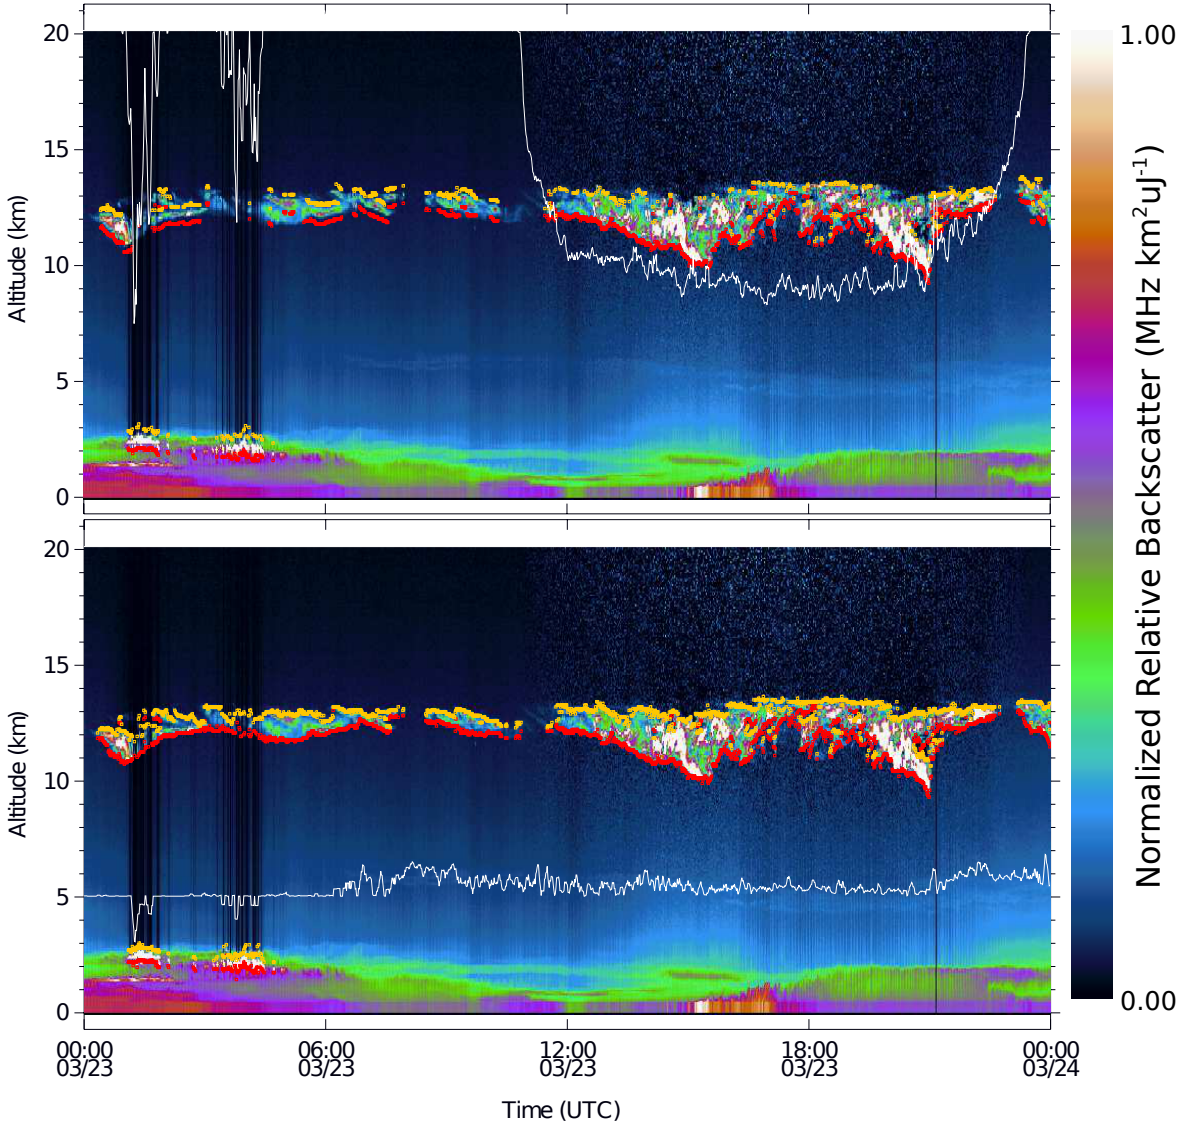 20
15
10
5
0
Altitude (km)
20
15
10
5
0
Altitude (km)
00:00 06:00 12:00 18:00 00:00
03/23 03/23 03/23 03/23 03/24
Time (UTC)
1.00
0.00
Normalized Relative Backscatter (MHz km² uJ⁻¹)